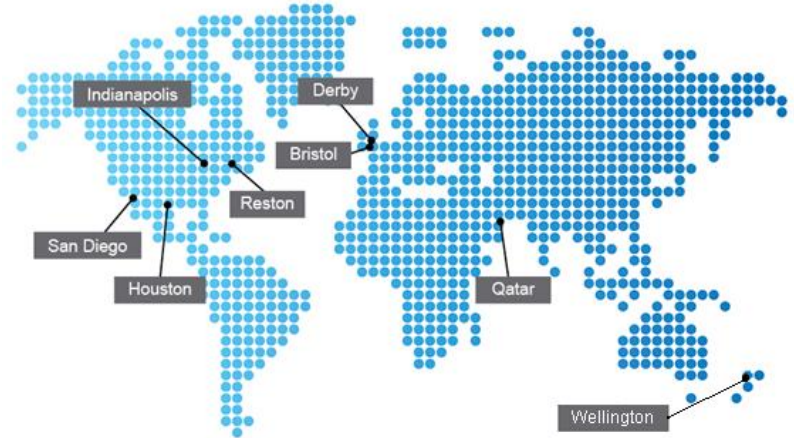 Indianapolis
Derby
Bristol
Reston
San Diego
Houston
Qatar
Wellington